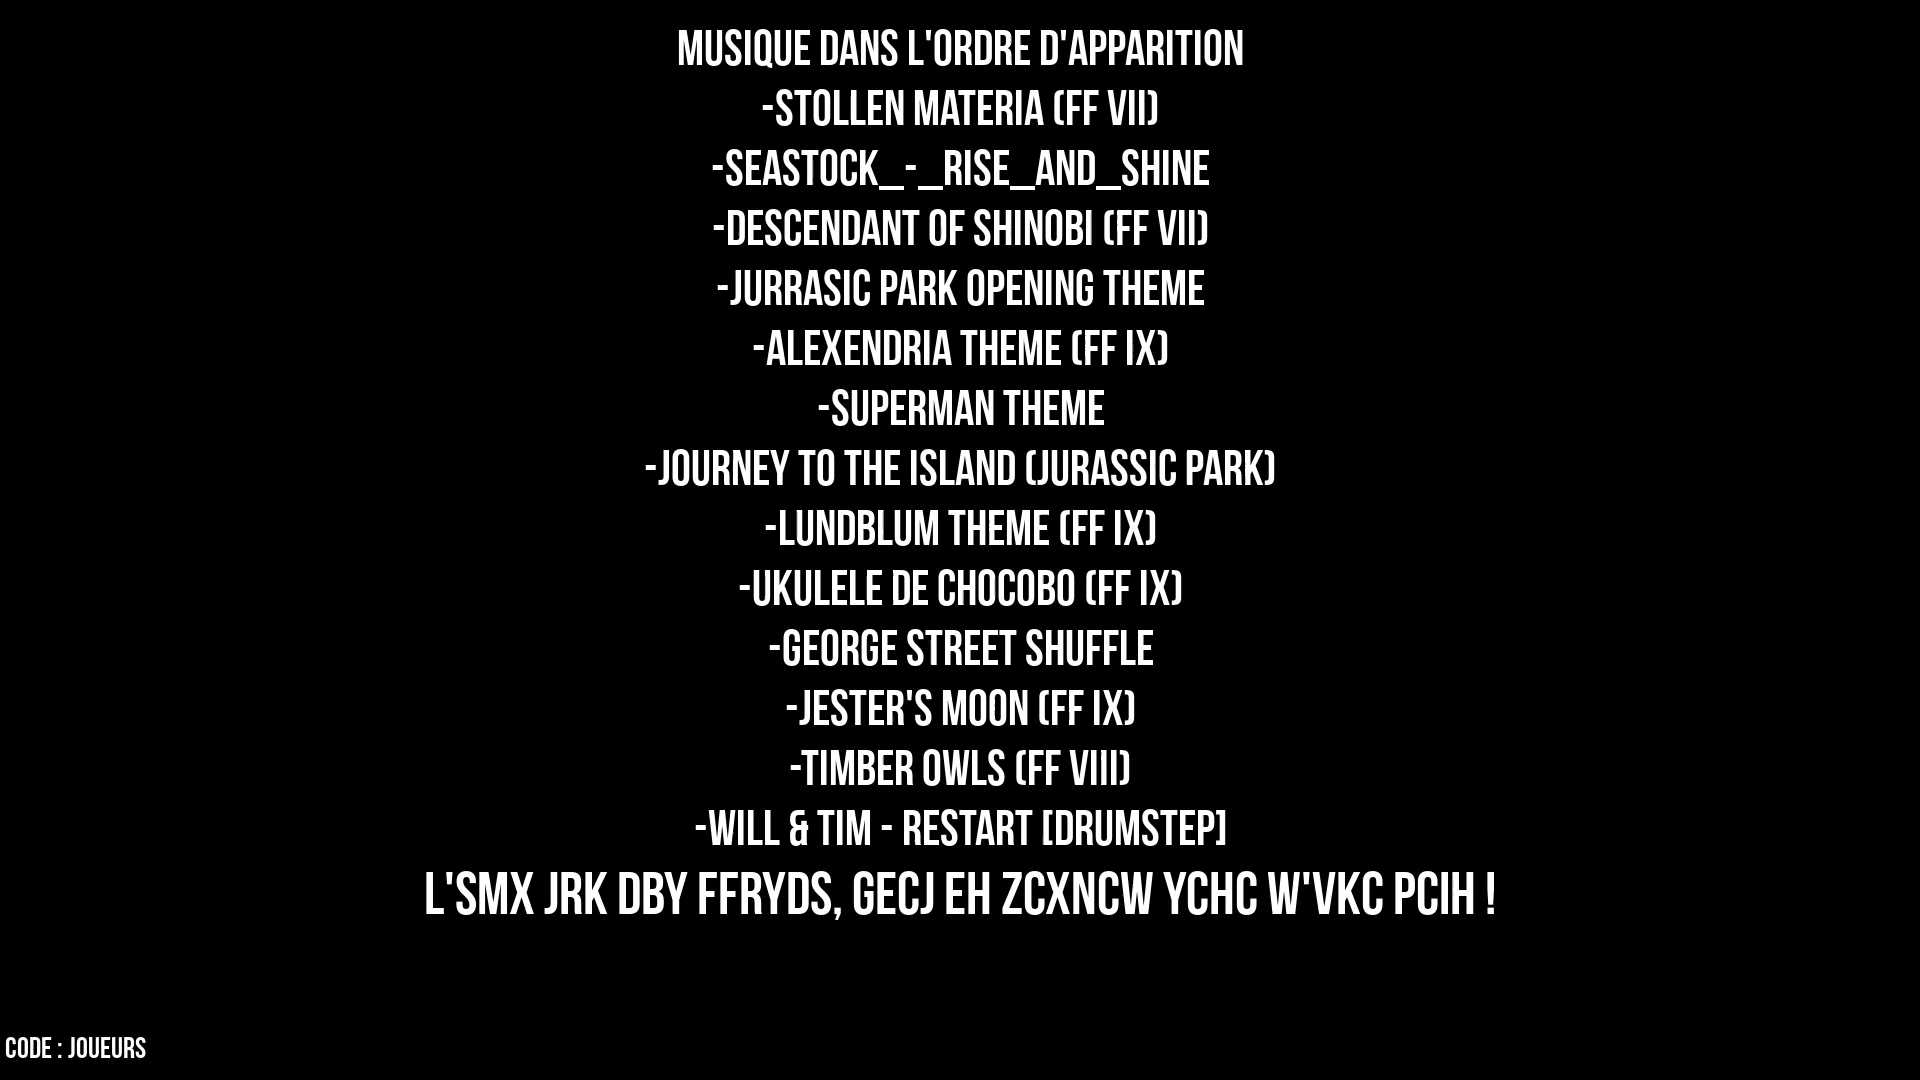 MUSIQUE DANS L'ORDRE D'APPARITION
-STOLLEN MATERIA (FF VII)
-SEASTOCK_-_RISE_AND_SHINE
-DESCENDANT OF SHINOBI (FF VII)
-JURRASIC PARK OPENING THEME
-ALEXENDRIA THEME (FF IX)
-SUPERMAN THEME
-JOURNEY TO THE ISLAND (JURASSIC PARK)
-LUNDBLUM THEME (FF IX)
-UKULELE DE CHOCOBO (FF IX)
-GEORGE STREET SHUFFLE
-JESTER'S MOON (FF IX)
-TIMBER OWLS (FF VIII)
-WILL & TIM - RESTART [DRUMSTEP]
L'SMX JRK DBY FFRYDS, GECJ EH ZCXNCW YCHC W'VKC PCIH !
CODE : JOUEURS